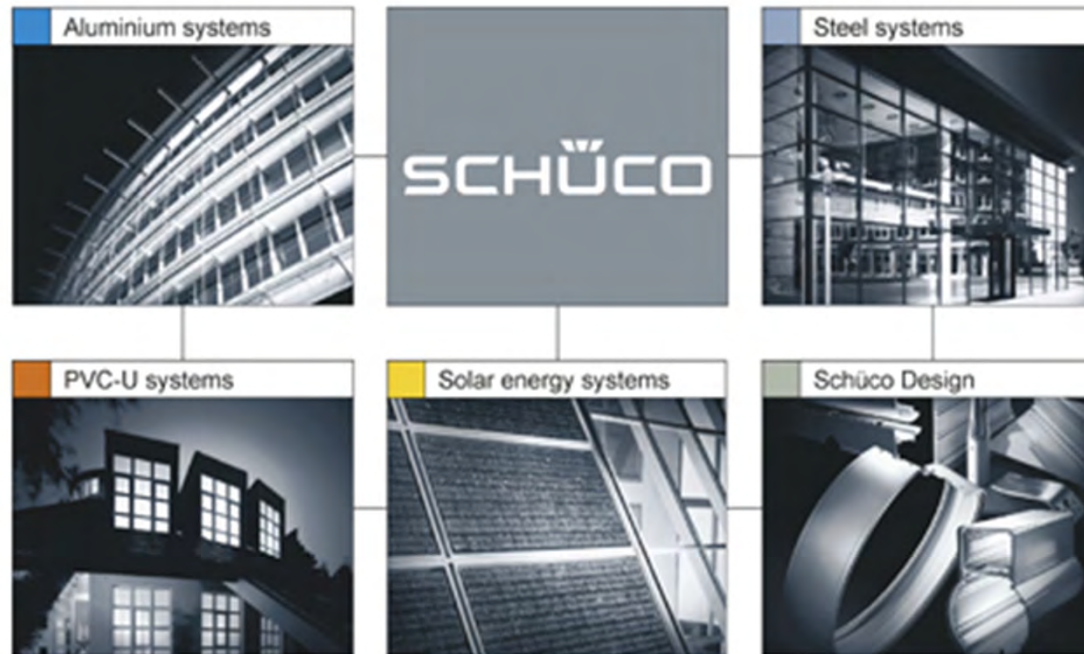 Aluminium systems
SCHÜCO
Steel systems
PVC-U systems
Solar energy systems
Schüco Design